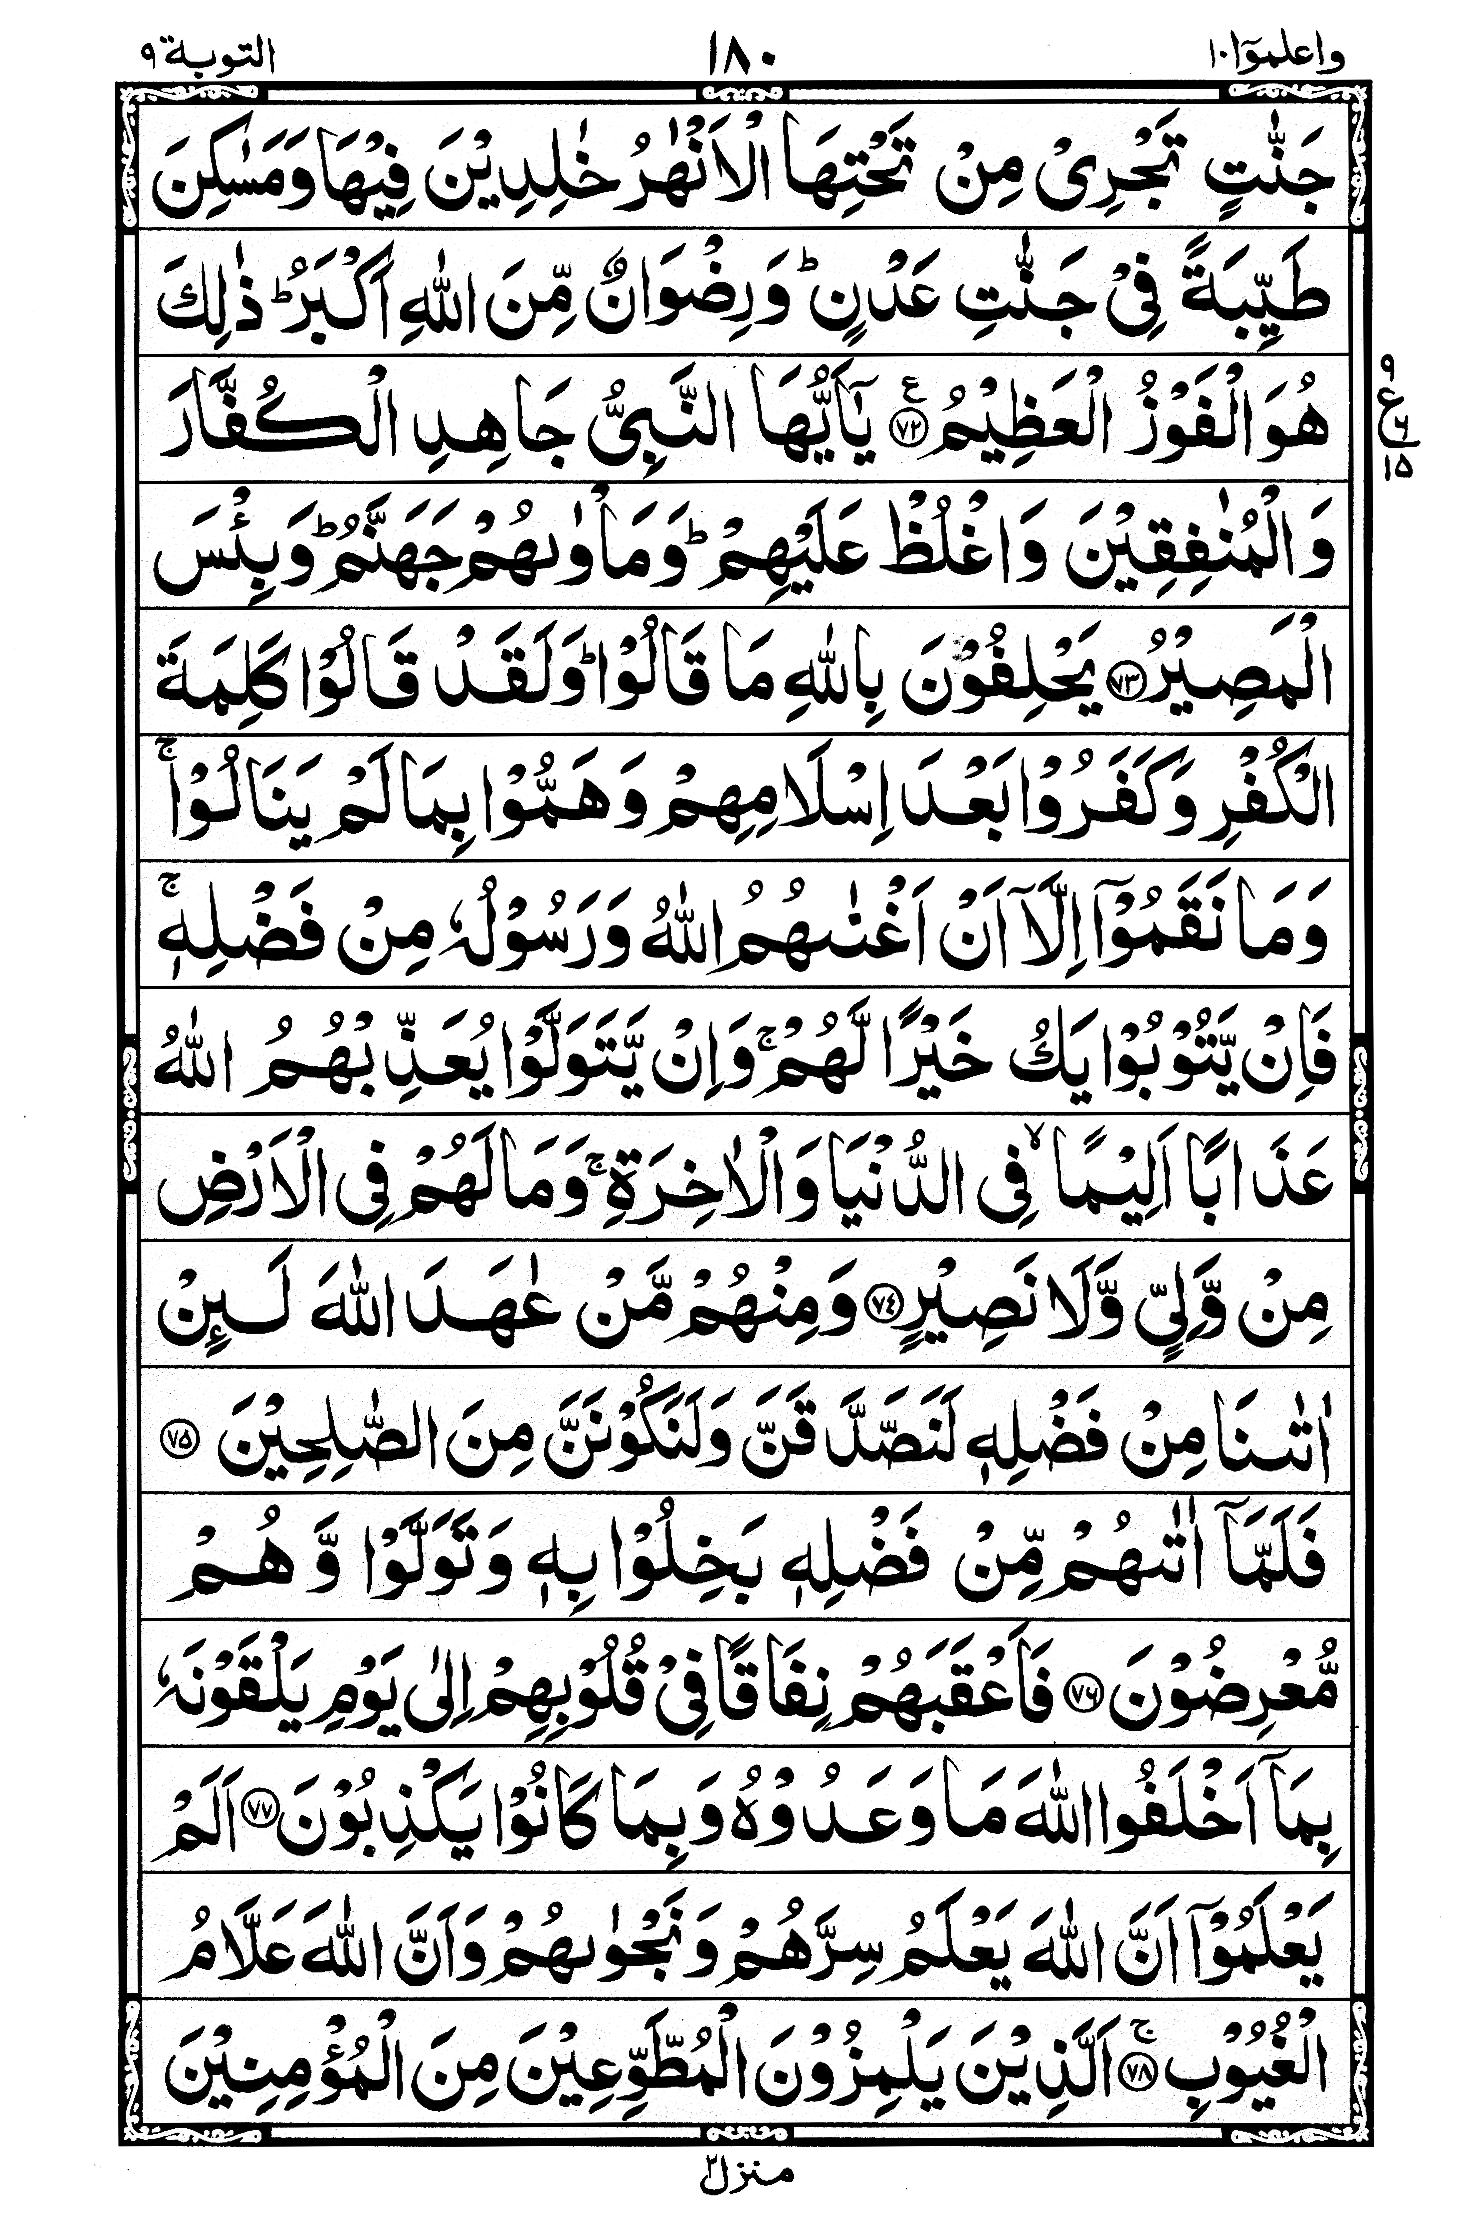 واعلموۤا ١٠
١٨٠
التوبة ٩
جَنّٰتٍ تَجْرِیْ مِنْ تَحْتِهَا الْاَنْهٰرُ خٰلِدِیْنَ فِیْهَا وَمَسٰكِنَ
طَیِّبَةً فِیْ جَنّٰتِ عَدْنٍ ؕ وَرِضْوَانٌ مِّنَ اللّٰهِ اَكْبَرُ ؕ ذٰلِكَ
هُوَ الْفَوْزُ الْعَظِیْمُ ۧ ﴿٧٢﴾ یٰۤاَیُّهَا النَّبِیُّ جَاهِدِ الْكُفَّارَ
وَالْمُنٰفِقِیْنَ وَاغْلُظْ عَلَیْهِمْ ؕ وَمَاْوٰىهُمْ جَهَنَّمُ ؕ وَبِئْسَ
الْمَصِیْرُ ﴿٧٣﴾ یَحْلِفُوْنَ بِاللّٰهِ مَا قَالُوْا ؕ وَلَقَدْ قَالُوْا كَلِمَةَ
الْكُفْرِ وَكَفَرُوْا بَعْدَ اِسْلَامِهِمْ وَهَمُّوْا بِمَا لَمْ یَنَالُوْا ۚ
وَمَا نَقَمُوْۤا اِلَّاۤ اَنْ اَغْنٰىهُمُ اللّٰهُ وَرَسُوْلُهٗ مِنْ فَضْلِهٖ ۚ
فَاِنْ یَّتُوْبُوْا یَكُ خَیْرًا لَّهُمْ ۚ وَاِنْ یَّتَوَلَّوْا یُعَذِّبْهُمُ اللّٰهُ
عَذَابًا اَلِیْمًا ۙ فِی الدُّنْیَا وَالْاٰخِرَةِ ۚ وَمَا لَهُمْ فِی الْاَرْضِ
مِنْ وَّلِیٍّ وَّلَا نَصِیْرٍ ﴿٧٤﴾ وَمِنْهُمْ مَّنْ عٰهَدَ اللّٰهَ لَىِٕنْ
اٰتٰىنَا مِنْ فَضْلِهٖ لَنَصَّدَّقَنَّ وَلَنَكُوْنَنَّ مِنَ الصّٰلِحِیْنَ ﴿٧٥﴾
فَلَمَّاۤ اٰتٰىهُمْ مِّنْ فَضْلِهٖ بَخِلُوْا بِهٖ وَتَوَلَّوْا وَّهُمْ
مُّعْرِضُوْنَ ﴿٧٦﴾ فَاَعْقَبَهُمْ نِفَاقًا فِیْ قُلُوْبِهِمْ اِلٰی یَوْمِ یَلْقَوْنَهٗ
بِمَاۤ اَخْلَفُوا اللّٰهَ مَا وَعَدُوْهُ وَبِمَا كَانُوْا یَكْذِبُوْنَ ﴿٧٧﴾ اَلَمْ
یَعْلَمُوْۤا اَنَّ اللّٰهَ یَعْلَمُ سِرَّهُمْ وَنَجْوٰىهُمْ وَاَنَّ اللّٰهَ عَلَّامُ
الْغُیُوْبِ ۚ ﴿٧٨﴾ اَلَّذِیْنَ یَلْمِزُوْنَ الْمُطَّوِّعِیْنَ مِنَ الْمُؤْمِنِیْنَ
٩
ع
٦
١٥
منزل ٢